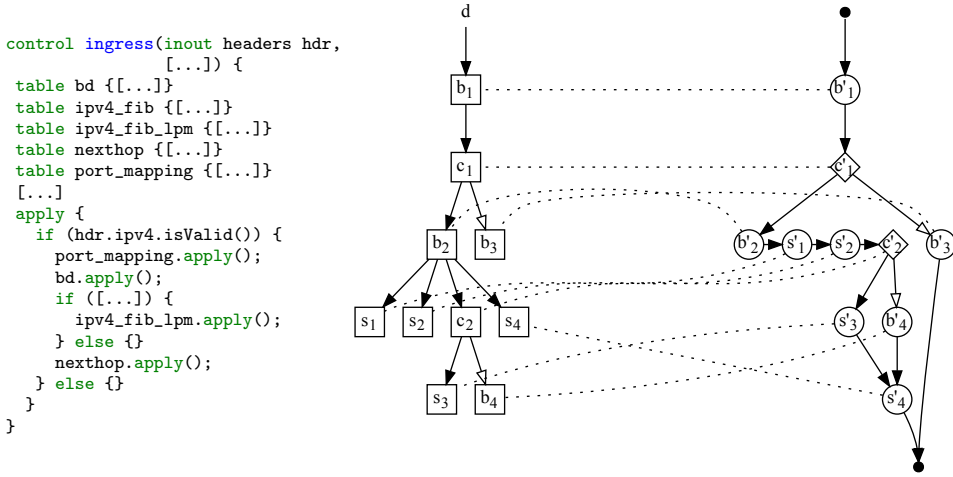 control ingress(inout headers hdr,
[...]) {
table bd {[...]}
table ipv4_fib {[...]}
table ipv4_fib_lpm {[...]}
table nexthop {[...]}
table port_mapping {[...]}
[...]
apply {
if (hdr.ipv4.isValid()) {
port_mapping.apply();
bd.apply();
if ([...]) {
ipv4_fib_lpm.apply();
} else {}
nexthop.apply();
} else {}
}
}
d
b1 b'1
c1 c'1
b2 b3 b'2 s'1 s'2 c'2 b'3
s1 s2 c2 s4 s'3 b'4
s3 b4 s'4